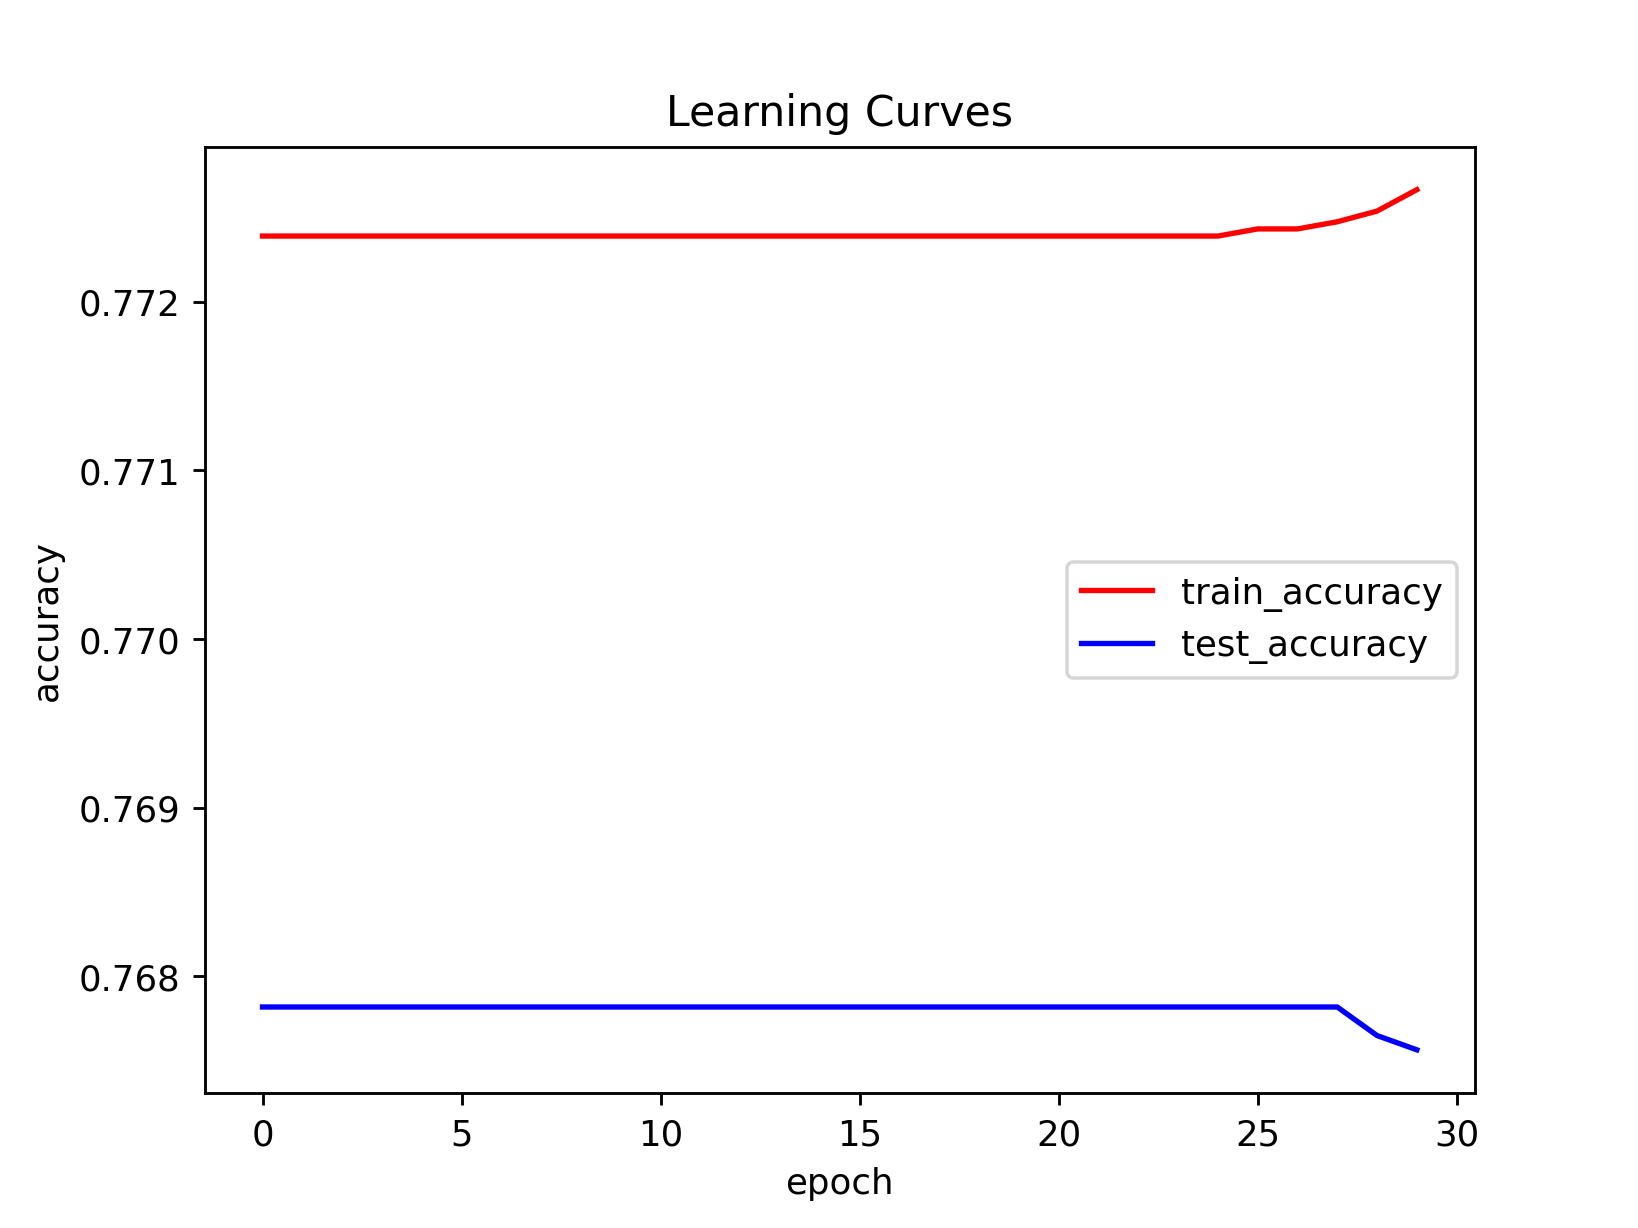 Learning Curves
accuracy
0.772
0.771
0.770
0.769
0.768
train_accuracy
test_accuracy
0 5 10 15 20 25 30
epoch